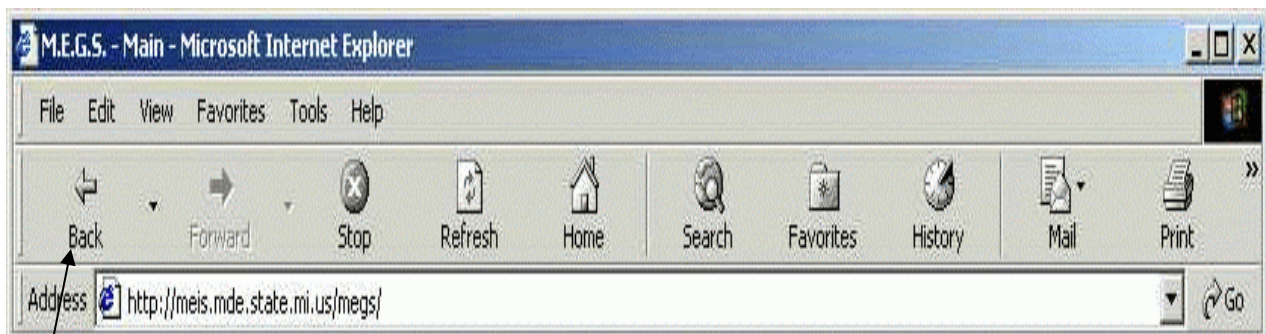 M.E.G.S. - Main - Microsoft Internet Explorer
File Edit View Favorites Tools Help
Back Forward Stop Refresh Home Search Favorites History Mail Print
Address http://meis.mde.state.mi.us/megs/ Go